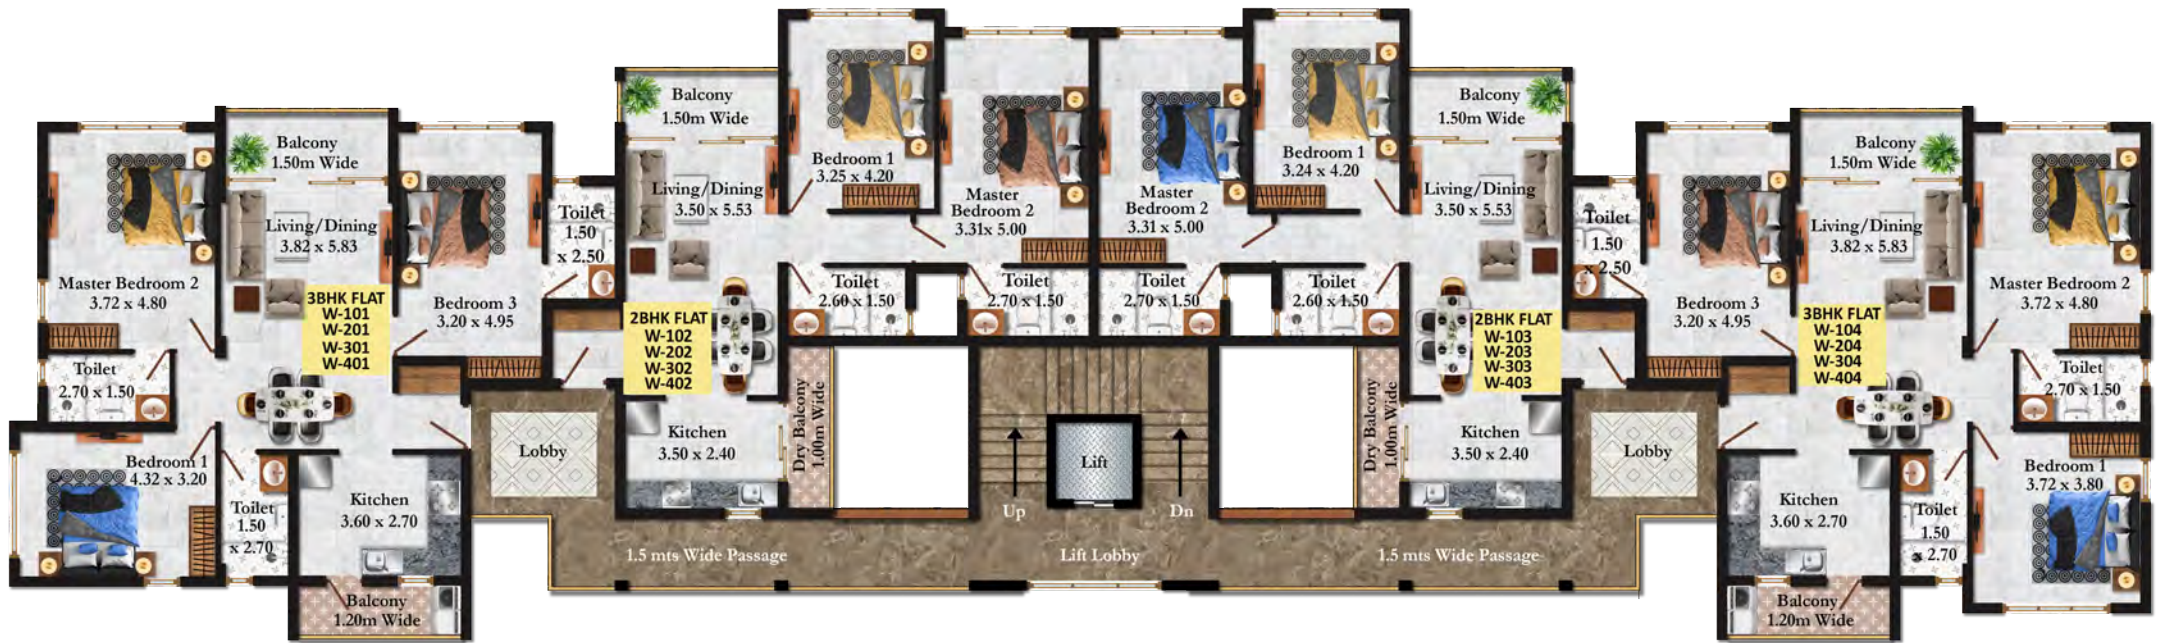 Master Bedroom 2
3.72 x 4.80
Toilet
2.70 x 1.50
Bedroom 1
4.32 x 3.20
Balcony
1.50m Wide
Living/Dining
3.82 x 5.83
3BHK FLAT
W-101
W-201
W-301
W-401
Toilet
1.50
x 2.70
Kitchen
3.60 x 2.70
Balcony
1.20m Wide
Bedroom 3
3.20 x 4.95
Toilet
1.50
x 2.50
Lobby
Balcony
1.50m Wide
Living/Dining
3.50 x 5.53
2BHK FLAT
W-102
W-202
W-302
W-402
Kitchen
3.50 x 2.40
Dry Balcony
1.00m Wide
Bedroom 1
3.25 x 4.20
Toilet
2.60 x 1.50
Master
Bedroom 2
3.31x 5.00
Toilet
2.70 x 1.50
1.5 mts Wide Passage
Up
Lift
Dn
Lift Lobby
Master
Bedroom 2
3.31 x 5.00
Toilet
2.70 x 1.50
Bedroom 1
3.24 x 4.20
Toilet
2.60 x 1.50
Dry Balcony
1.00m Wide
Balcony
1.50m Wide
Living/Dining
3.50 x 5.53
2BHK FLAT
W-103
W-203
W-303
W-403
Kitchen
3.50 x 2.40
1.5 mts Wide Passage
Lobby
Toilet
1.50
x 2.50
Bedroom 3
3.20 x 4.95
Balcony
1.50m Wide
Living/Dining
3.82 x 5.83
3BHK FLAT
W-104
W-204
W-304
W-404
Kitchen
3.60 x 2.70
Balcony
1.20m Wide
Toilet
1.50
x 2.70
Master Bedroom 2
3.72 x 4.80
Toilet
2.70 x 1.50
Bedroom 1
3.72 x 3.80